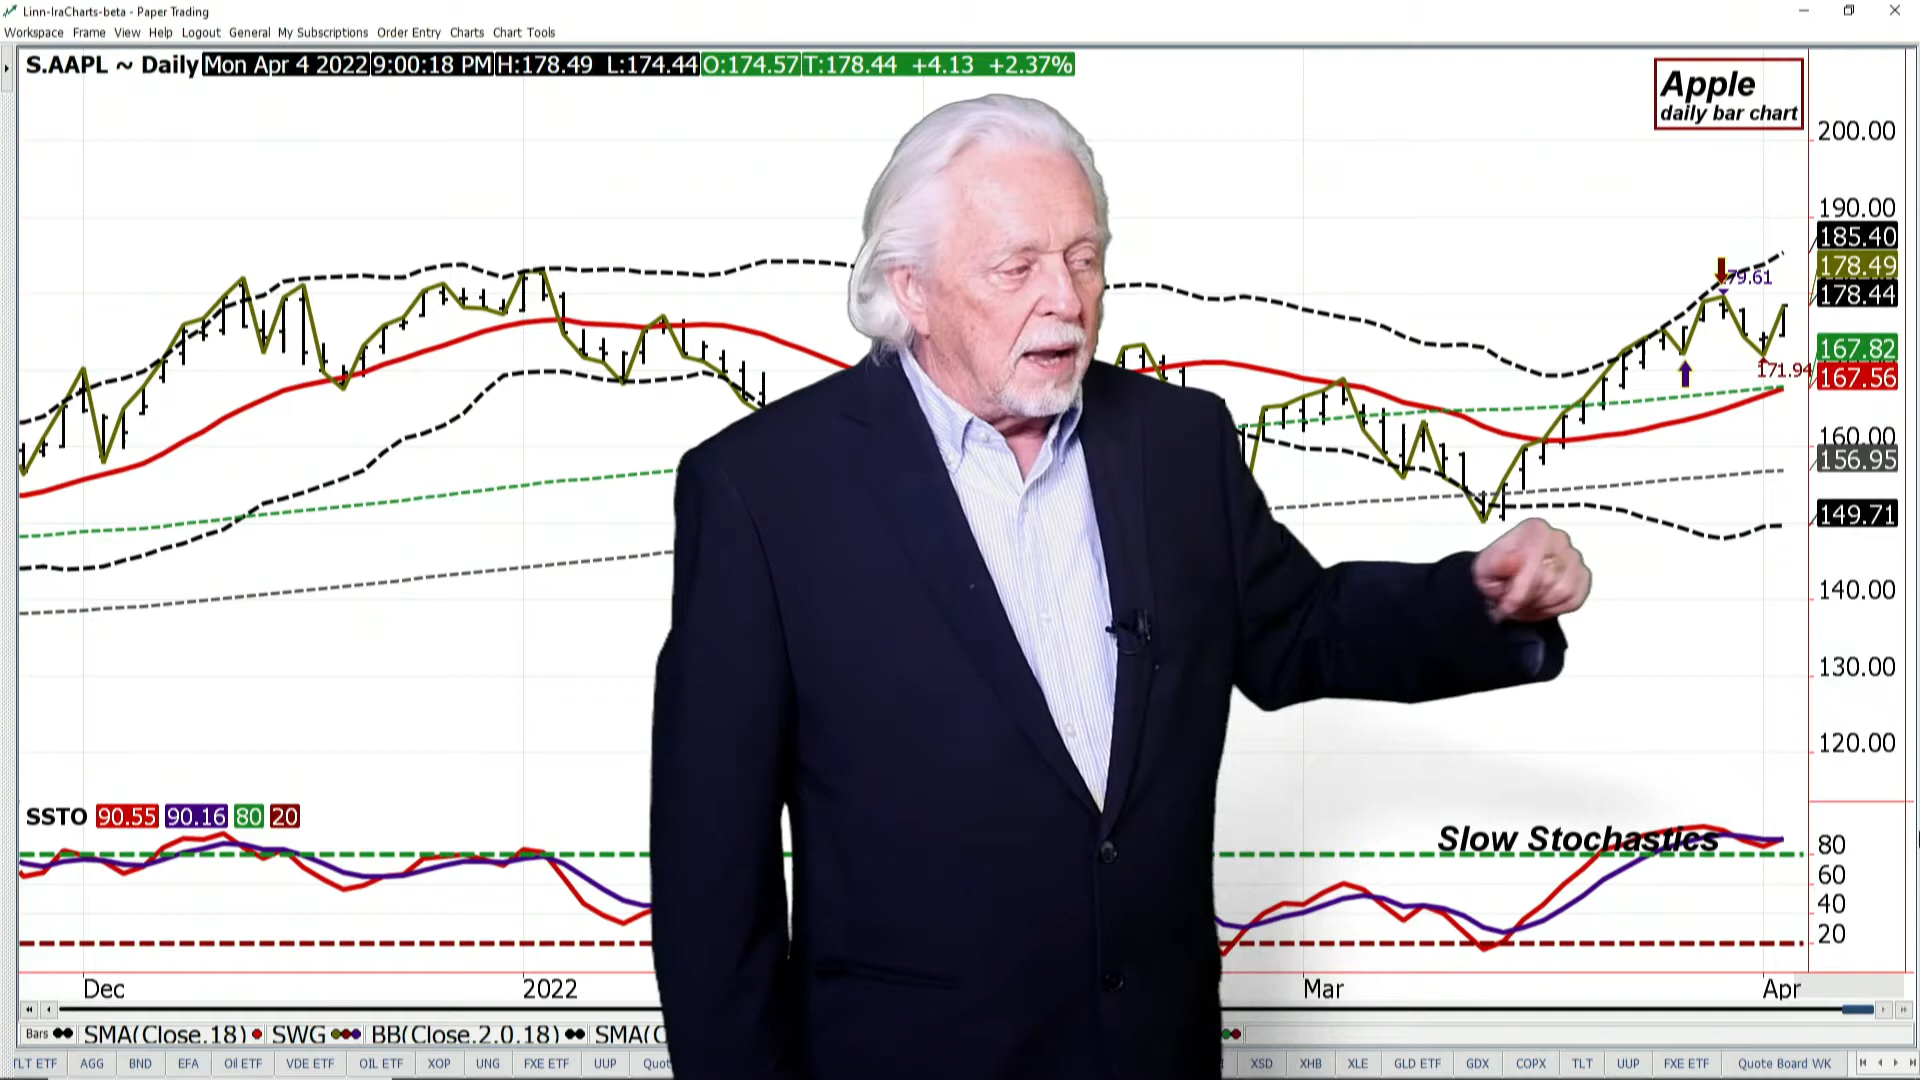 Linn-IraCharts-beta - Paper Trading
Workspace Frame View Help Logout General My Subscriptions Order Entry Charts Chart Tools
S.AAPL ~ Daily Mon Apr 4 2022 9:00:18 PM H:178.49 L:174.44 O:174.57 T:178.44 +4.13 +2.37%
Apple
daily bar chart
200.00
190.00
185.40
178.49
178.44
167.82
167.56
160.00
156.95
149.71
140.00
130.00
120.00
79.61
171.94
SSTO 90.55 90.16 80 20
Slow Stochastics
80
60
40
20
Dec 2022 Mar Apr
Bars SMA(Close,18) SWG BB(Close,2.0,18) SMA(C
TLT ETF AGG BND EFA Oil ETF VDE ETF OIL ETF XOP UNG FXE ETF UUP Quot XSD XHB XLE GLD ETF GDX COPX TLT UUP FXE ETF Quote Board WK